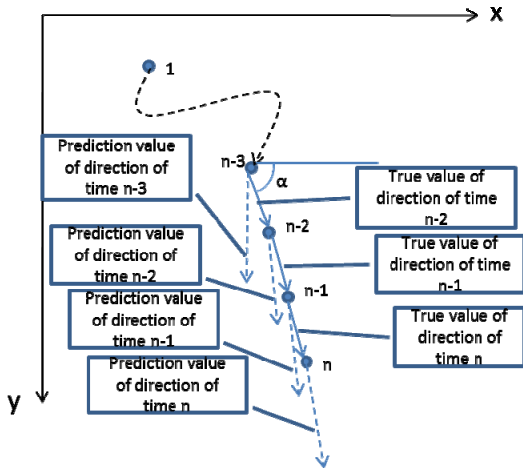 x
1
Prediction value
of direction of
time n-3
n-3
α
True value of
direction of time
n-2
n-2
Prediction value
of direction of
time n-2
True value of
direction of time
n-1
n-1
Prediction value
of direction of
time n-1
True value of
direction of
time n
n
Prediction value
of direction of
time n
y